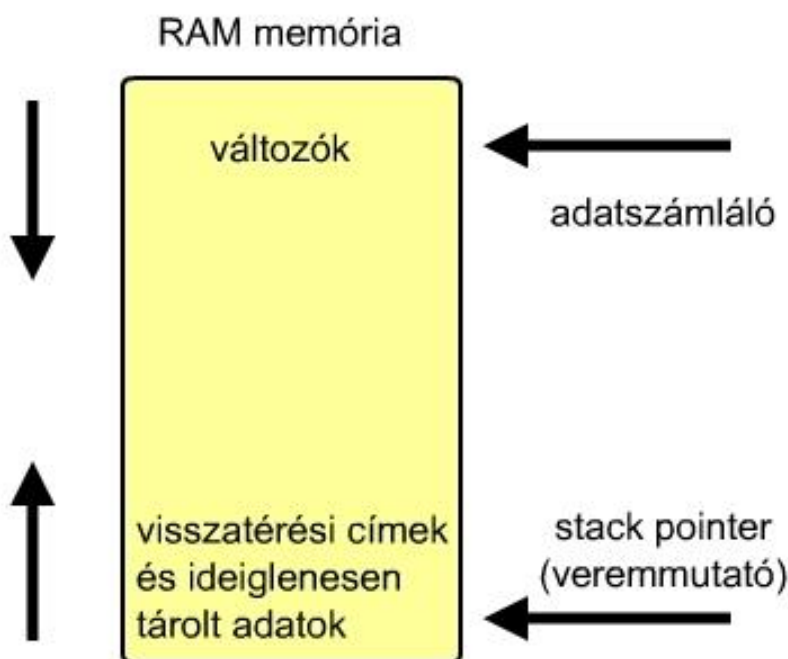 RAM memória
változók
adatszámláló
visszatérési címek
és ideiglenesen
tárolt adatok
stack pointer
(veremmutató)